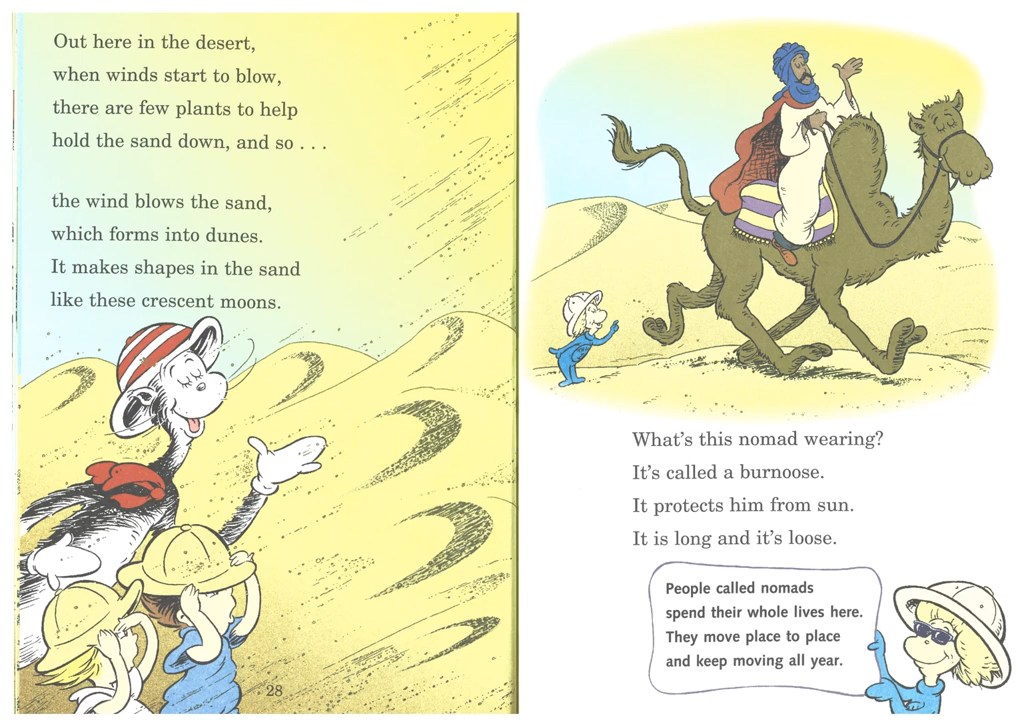 Out here in the desert,
when winds start to blow,
there are few plants to help
hold the sand down, and so . . .
the wind blows the sand,
which forms into dunes.
It makes shapes in the sand
like these crescent moons.
28
What's this nomad wearing?
It's called a burnoose.
It protects him from sun.
It is long and it's loose.
People called nomads
spend their whole lives here.
They move place to place
and keep moving all year.